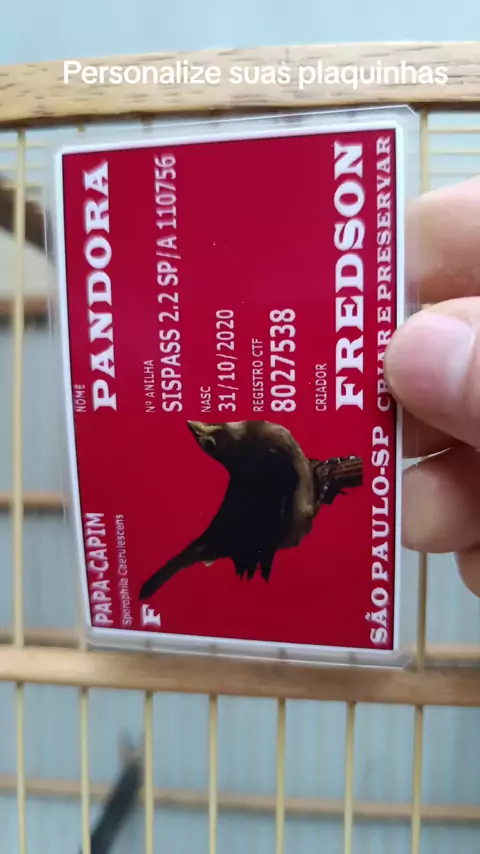 Personalize suas plaquinhas
PAPA-CAPIM
Sporophila Caerulescens
F
NOME
PANDORA
Nº ANILHA
SISPASS 2.2 SP/A 110756
NASC
31/10/2020
REGISTRO CTF
8027538
CRIADOR
FREDSON
SÃO PAULO-SP CRIAR E PRESERVAR